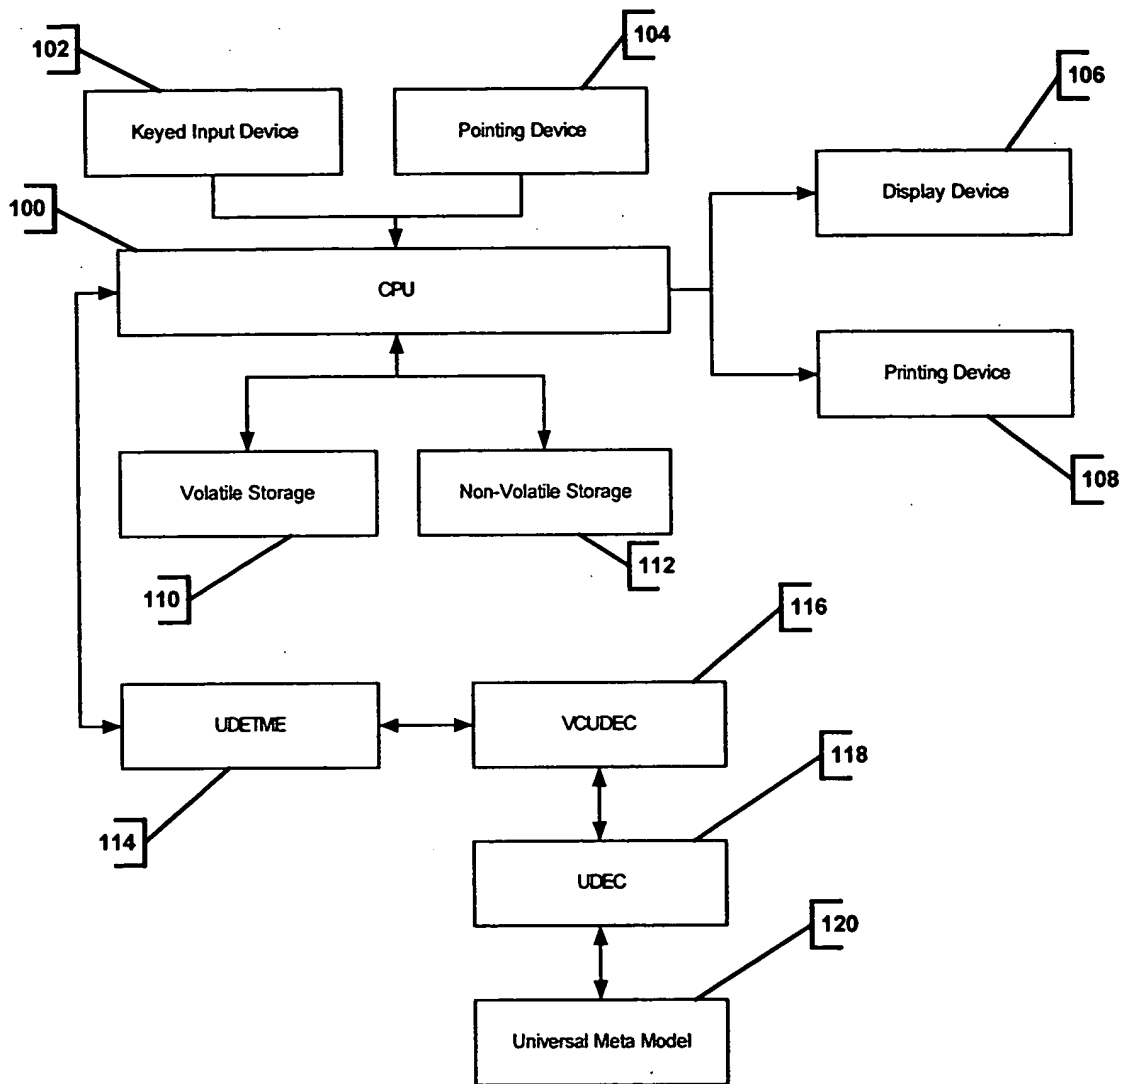 102
104
106
Keyed Input Device
Pointing Device
Display Device
100
CPU
Printing Device
108
Volatile Storage
Non-Volatile Storage
110
112
116
UDETME
VCUDEC
118
114
UDEC
120
Universal Meta Model